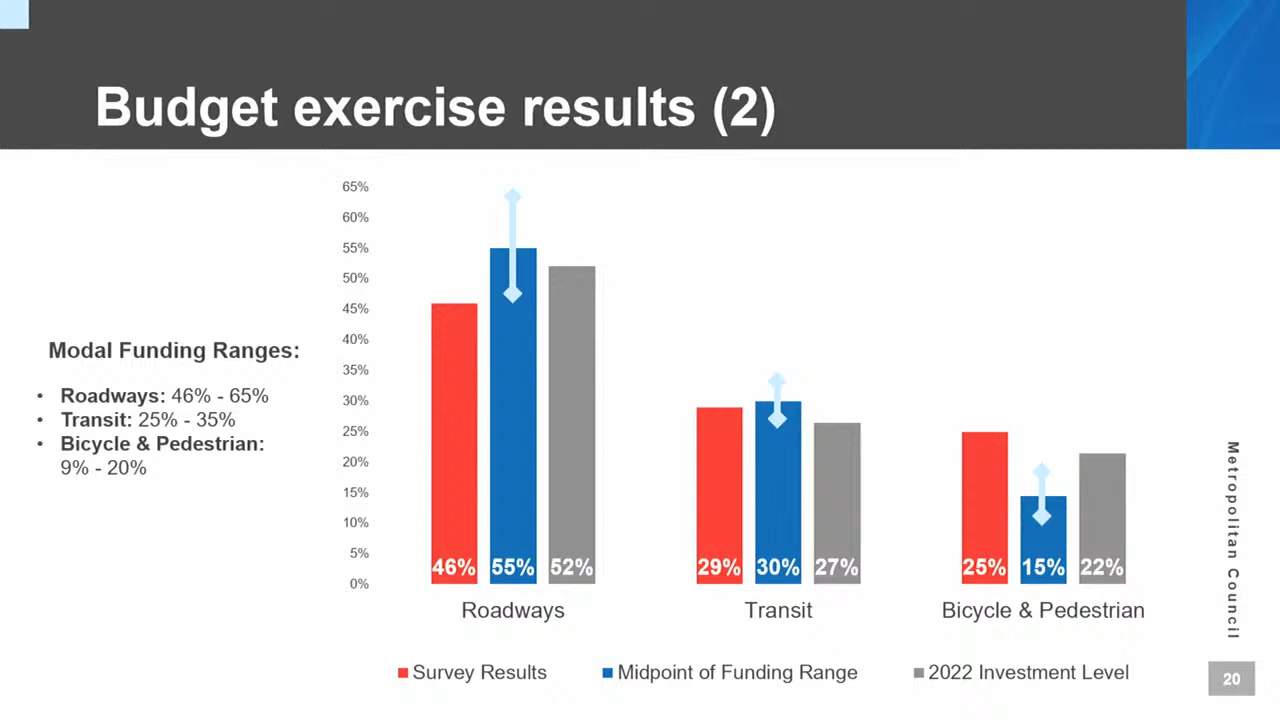 Budget exercise results (2)
Modal Funding Ranges:
• Roadways: 46% - 65%
• Transit: 25% - 35%
• Bicycle & Pedestrian:
9% - 20%
65%
60%
55%
50%
45%
40%
35%
30%
25%
20%
15%
10%
5%
0%
46% 55% 52%
29% 30% 27%
25% 15% 22%
Roadways
Transit
Bicycle & Pedestrian
Survey Results
Midpoint of Funding Range
2022 Investment Level
Metropolitan Council
20